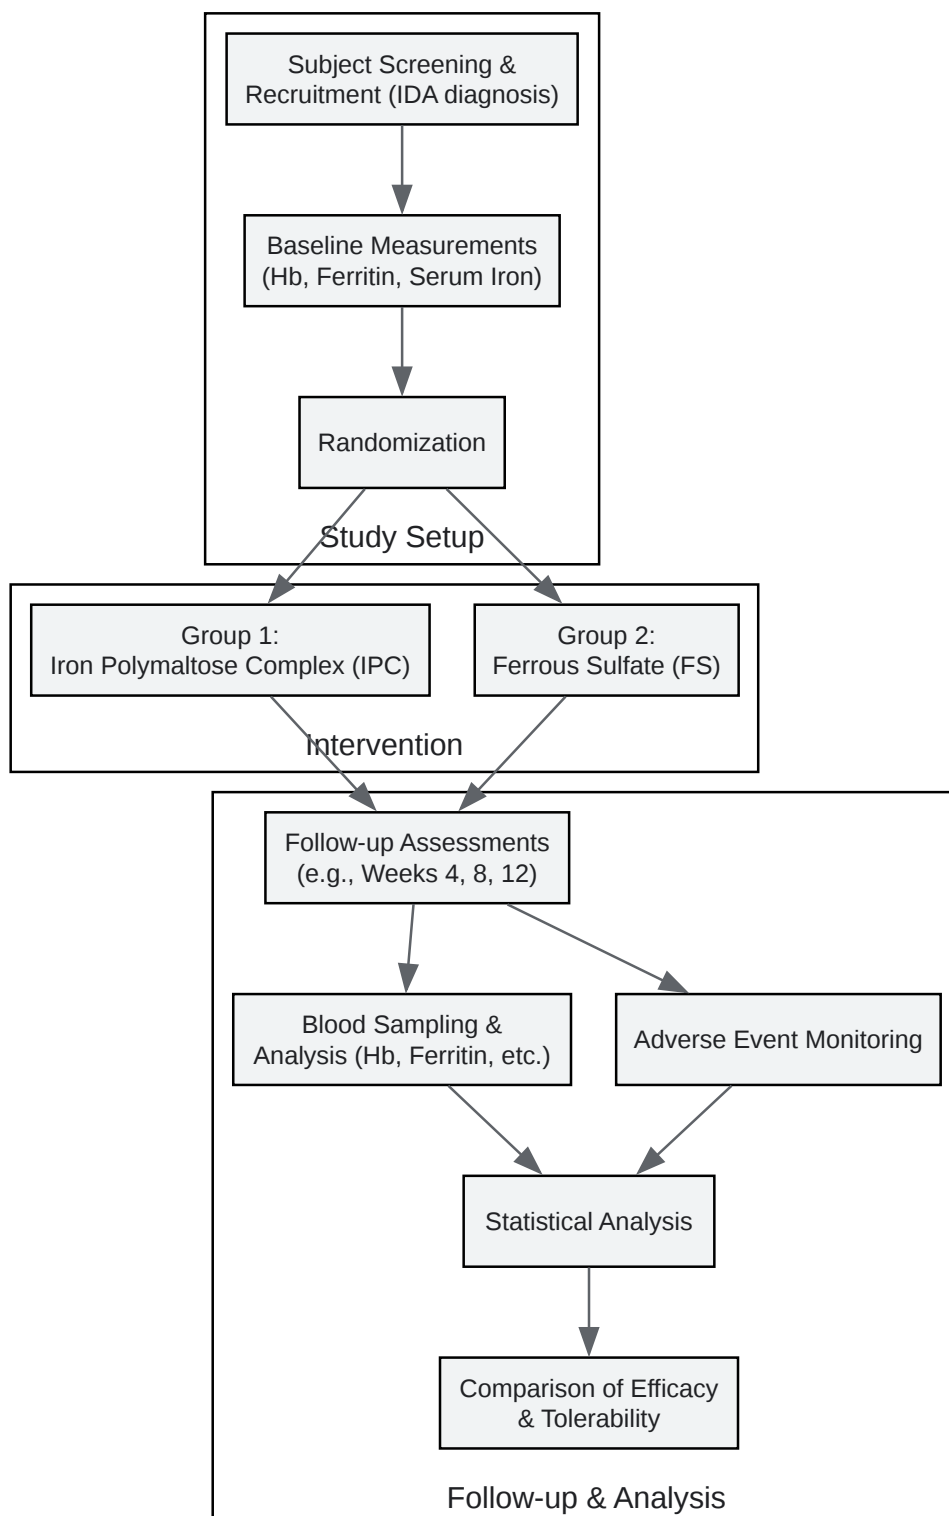 Subject Screening &
Recruitment (IDA diagnosis)
Baseline Measurements
(Hb, Ferritin, Serum Iron)
Randomization
Study Setup
Group 1:
Iron Polymaltose Complex (IPC)
Group 2:
Ferrous Sulfate (FS)
Intervention
Follow-up Assessments
(e.g., Weeks 4, 8, 12)
Blood Sampling &
Analysis (Hb, Ferritin, etc.)
Adverse Event Monitoring
Statistical Analysis
Comparison of Efficacy
& Tolerability
Follow-up & Analysis